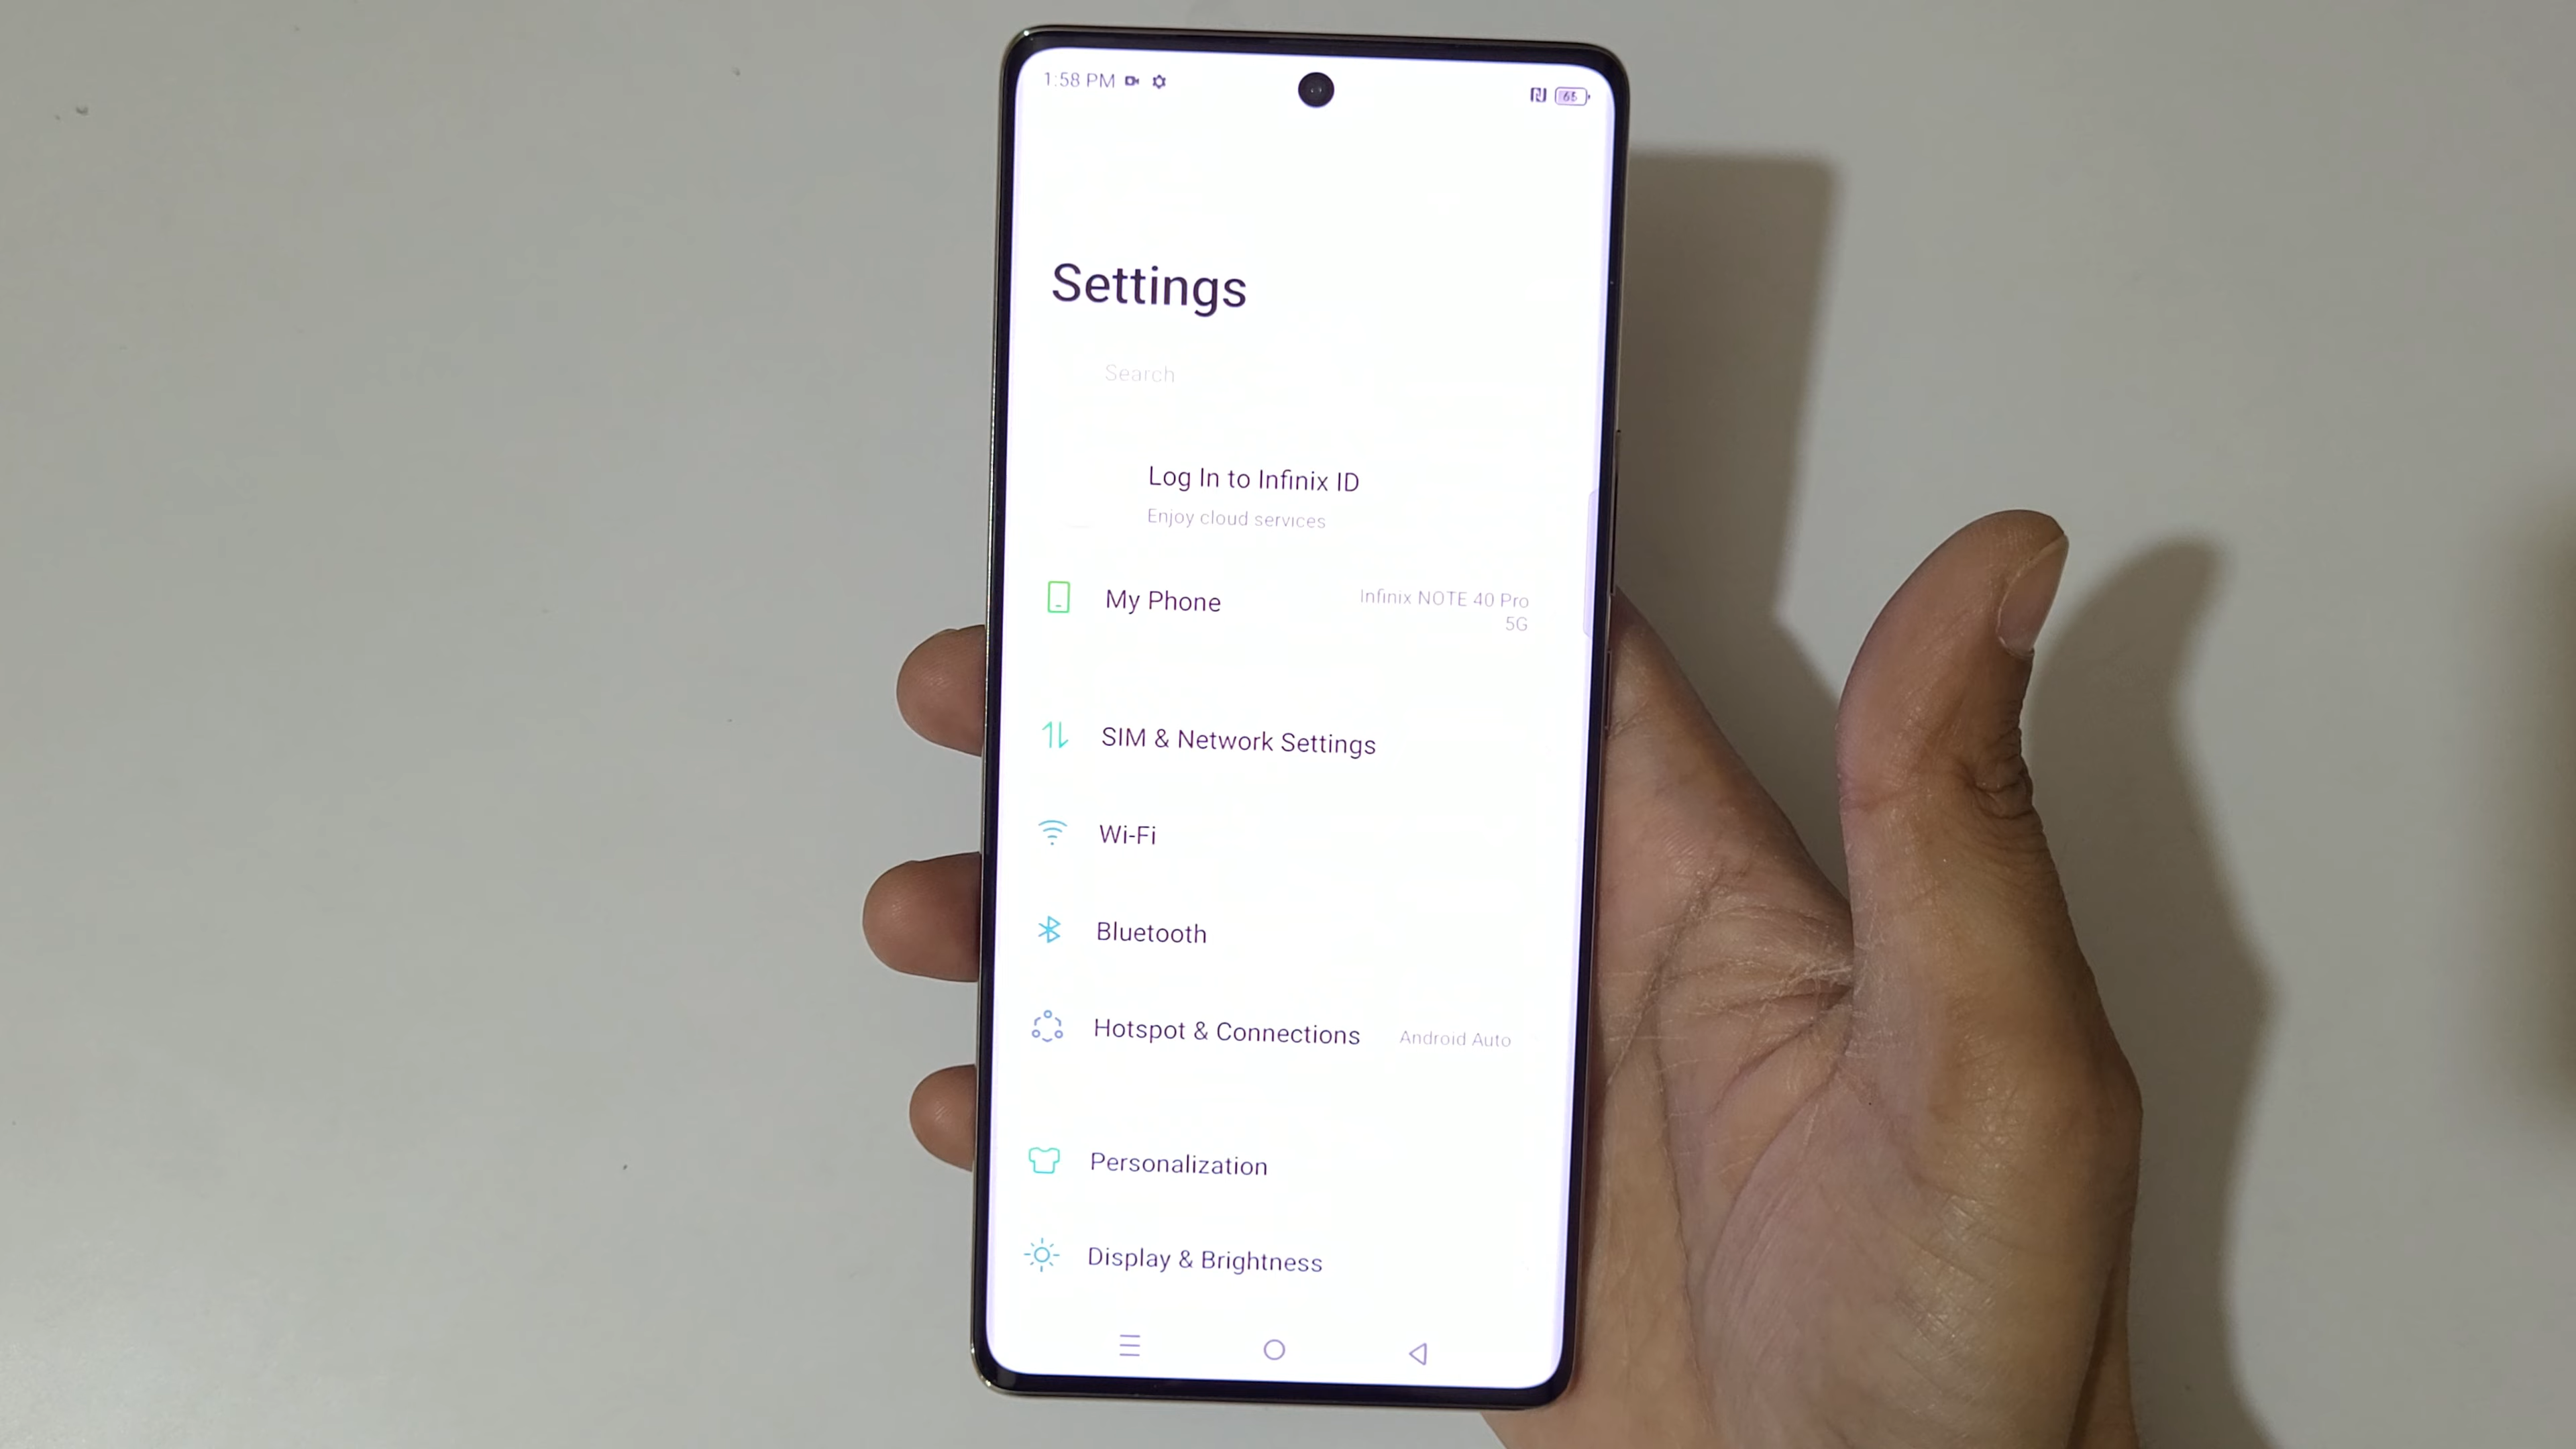 1:58 PM
65
Settings
Search
Log In to Infinix ID
Enjoy cloud services
My Phone
Infinix NOTE 40 Pro
5G
SIM & Network Settings
Wi-Fi
Bluetooth
Hotspot & Connections
Android Auto
Personalization
Display & Brightness